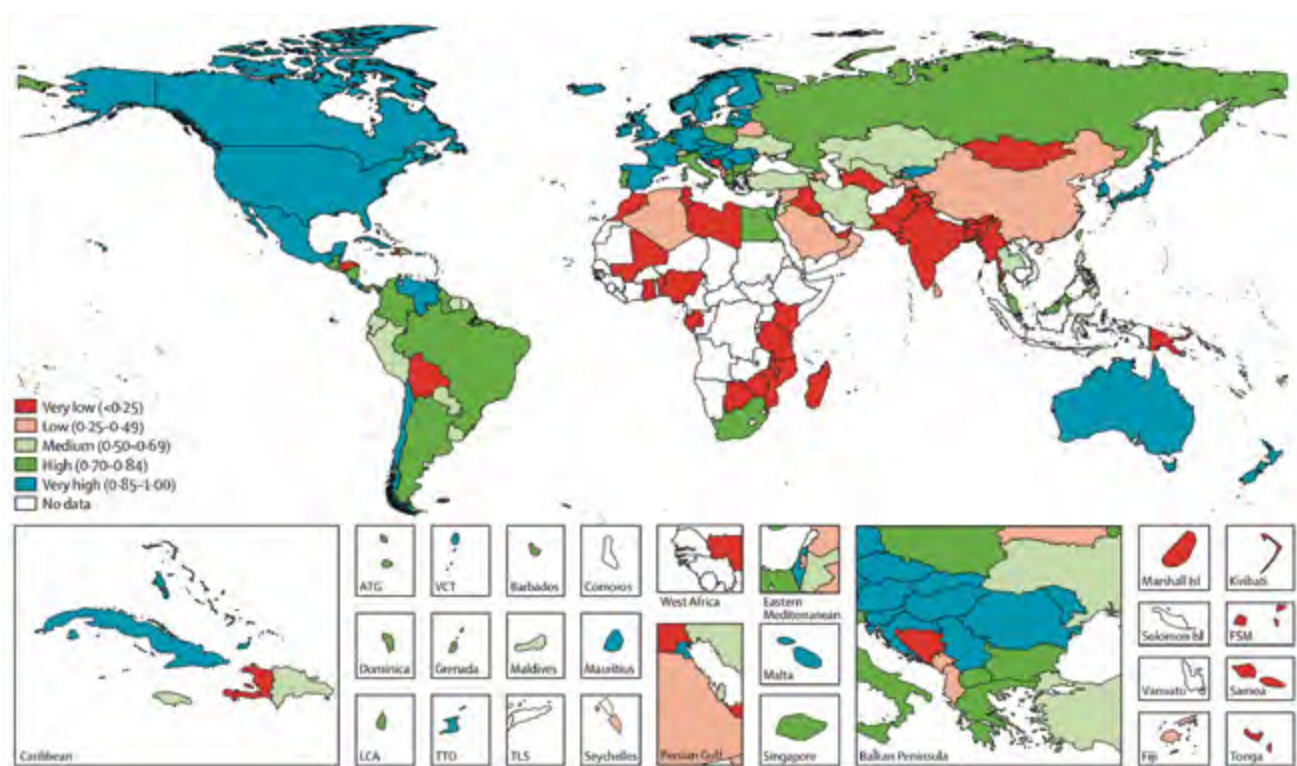 Very low (<0·25)
Low (0·25–0·49)
Medium (0·50–0·69)
High (0·70–0·84)
Very high (0·85–1·00)
No data
Caribbean
ATG
VCT
Barbados
Comoros
West Africa
Eastern
Mediterranean
Dominica
Grenada
Maldives
Mauritius
Malta
LCA
TTO
TLS
Seychelles
Persian Gulf
Singapore
Balkan Peninsula
Marshall Isl
Kiribati
Solomon Isl
FSM
Vanuatu
Samoa
Fiji
Tonga